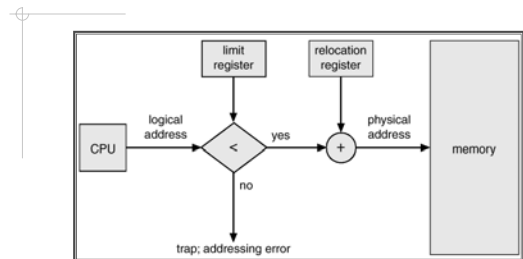 limit
register
relocation
register
logical
address
physical
address
CPU
<
yes
+
memory
no
trap; addressing error